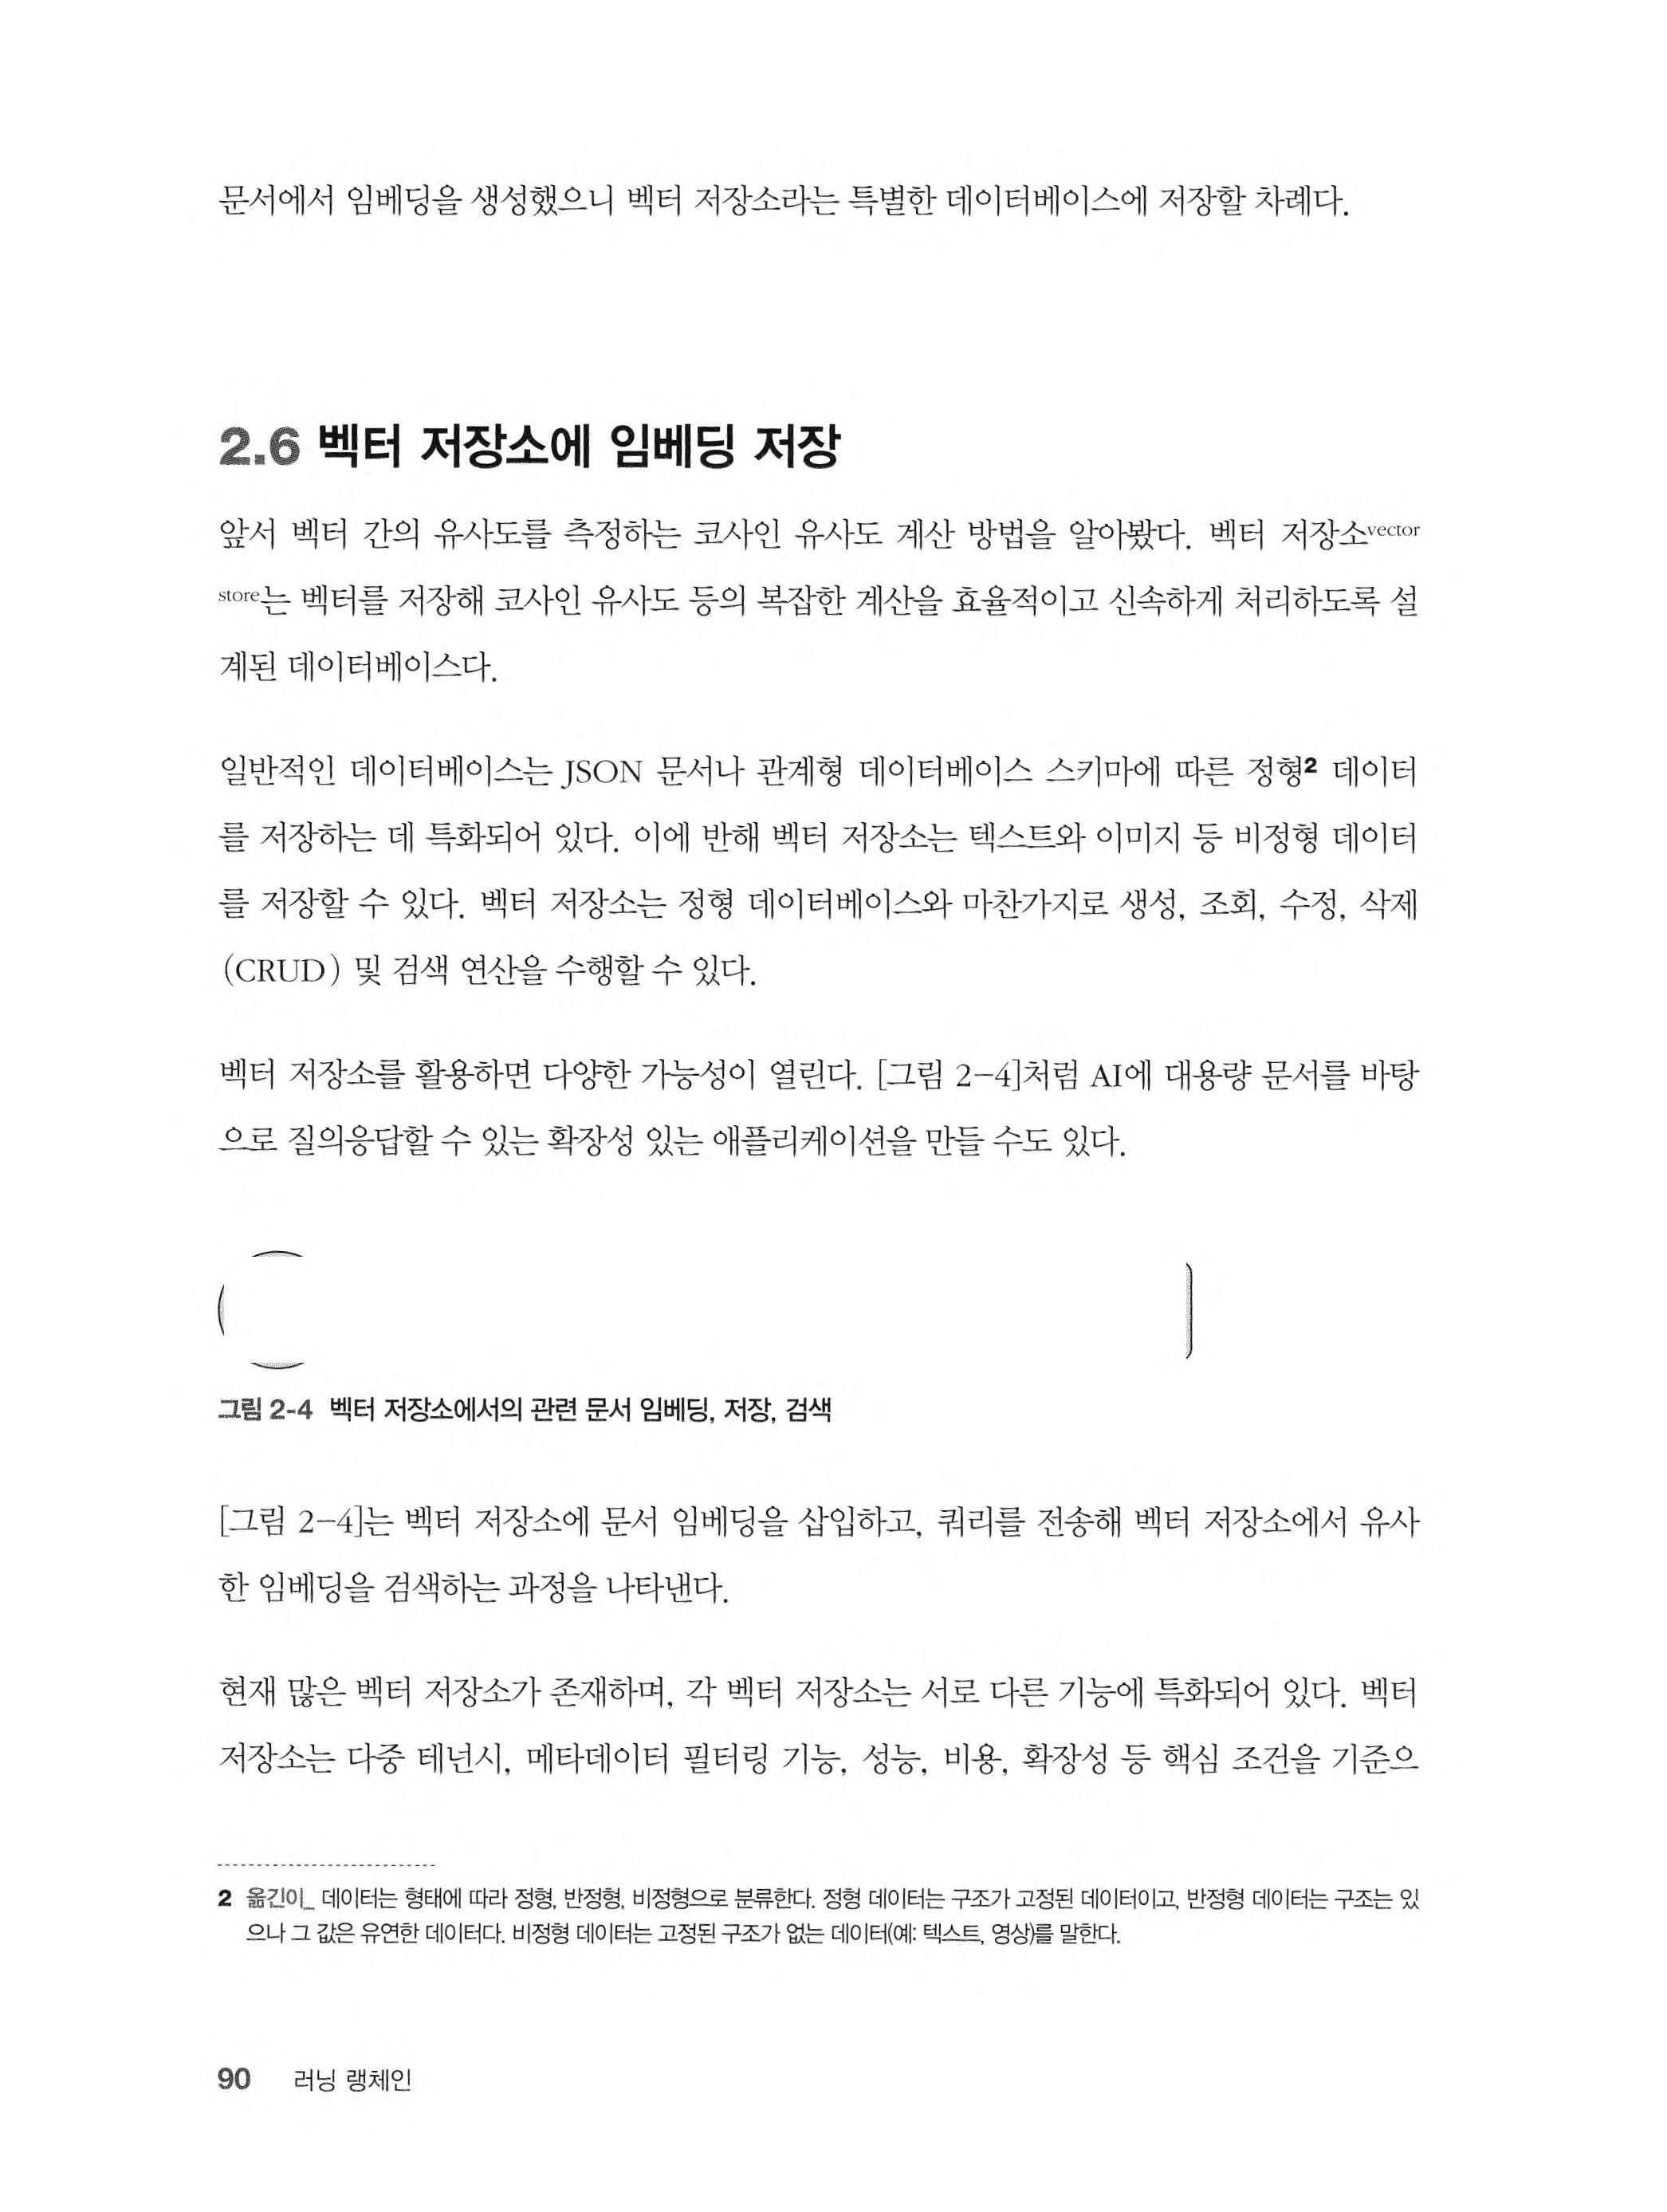 문서에서 임베딩을 생성했으니 벡터 저장소라는 특별한 데이터베이스에 저장할 차례다.
2.6 벡터 저장소에 임베딩 저장
앞서 벡터 간의 유사도를 측정하는 코사인 유사도 계산 방법을 알아봤다. 벡터 저장소vector
store는 벡터를 저장해 코사인 유사도 등의 복잡한 계산을 효율적이고 신속하게 처리하도록 설
계된 데이터베이스다.
일반적인 데이터베이스는 JSON 문서나 관계형 데이터베이스 스키마에 따른 정형2 데이터
를 저장하는 데 특화되어 있다. 이에 반해 벡터 저장소는 텍스트와 이미지 등 비정형 데이터
를 저장할 수 있다. 벡터 저장소는 정형 데이터베이스와 마찬가지로 생성, 조회, 수정, 삭제
(CRUD) 및 검색 연산을 수행할 수 있다.
벡터 저장소를 활용하면 다양한 가능성이 열린다. [그림 2-4]처럼 AI에 대용량 문서를 바탕
으로 질의응답할 수 있는 확장성 있는 애플리케이션을 만들 수도 있다.
그림 2-4 벡터 저장소에서의 관련 문서 임베딩, 저장, 검색
[그림 2-4]는 벡터 저장소에 문서 임베딩을 삽입하고, 쿼리를 전송해 벡터 저장소에서 유사
한 임베딩을 검색하는 과정을 나타낸다.
현재 많은 벡터 저장소가 존재하며, 각 벡터 저장소는 서로 다른 기능에 특화되어 있다. 벡터
저장소는 다중 테넌시, 메타데이터 필터링 기능, 성능, 비용, 확장성 등 핵심 조건을 기준으
2 옮긴이_ 데이터는 형태에 따라 정형, 반정형, 비정형으로 분류한다. 정형 데이터는 구조가 고정된 데이터이고, 반정형 데이터는 구조는 있
으나 그 값은 유연한 데이터다. 비정형 데이터는 고정된 구조가 없는 데이터(예: 텍스트, 영상)를 말한다.
90 러닝 랭체인